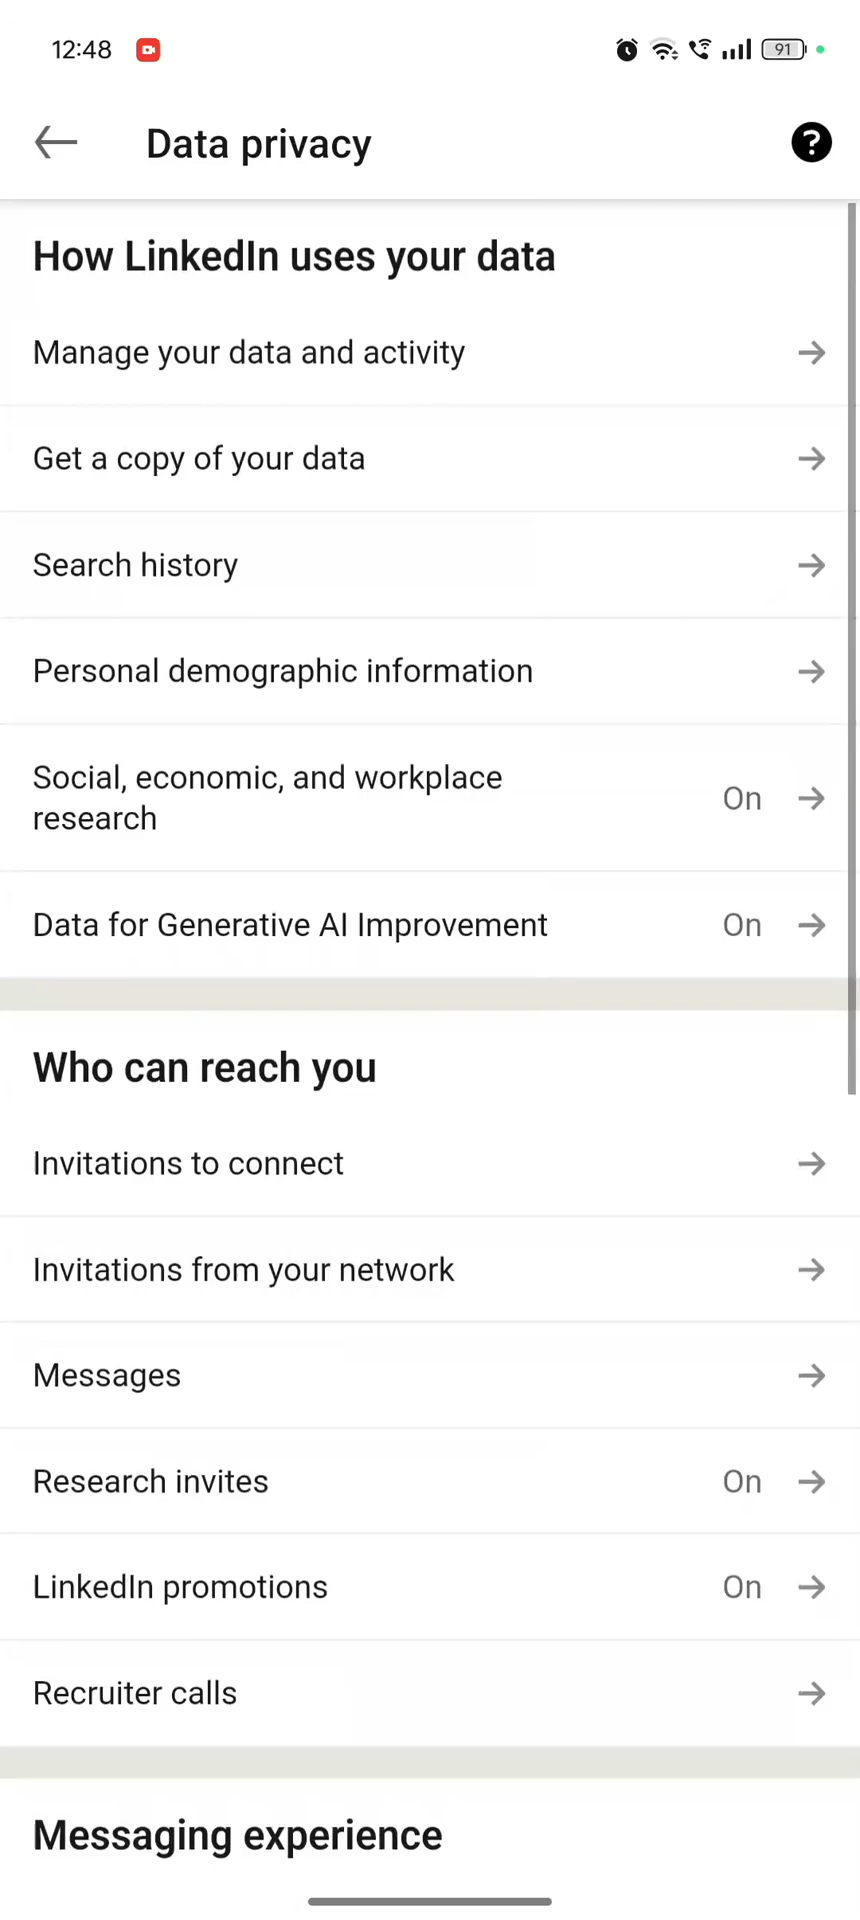 12:48
91
Data privacy
?
How LinkedIn uses your data
Manage your data and activity
Get a copy of your data
Search history
Personal demographic information
Social, economic, and workplace
research
On
Data for Generative AI Improvement On
Who can reach you
Invitations to connect
Invitations from your network
Messages
Research invites On
LinkedIn promotions On
Recruiter calls
Messaging experience